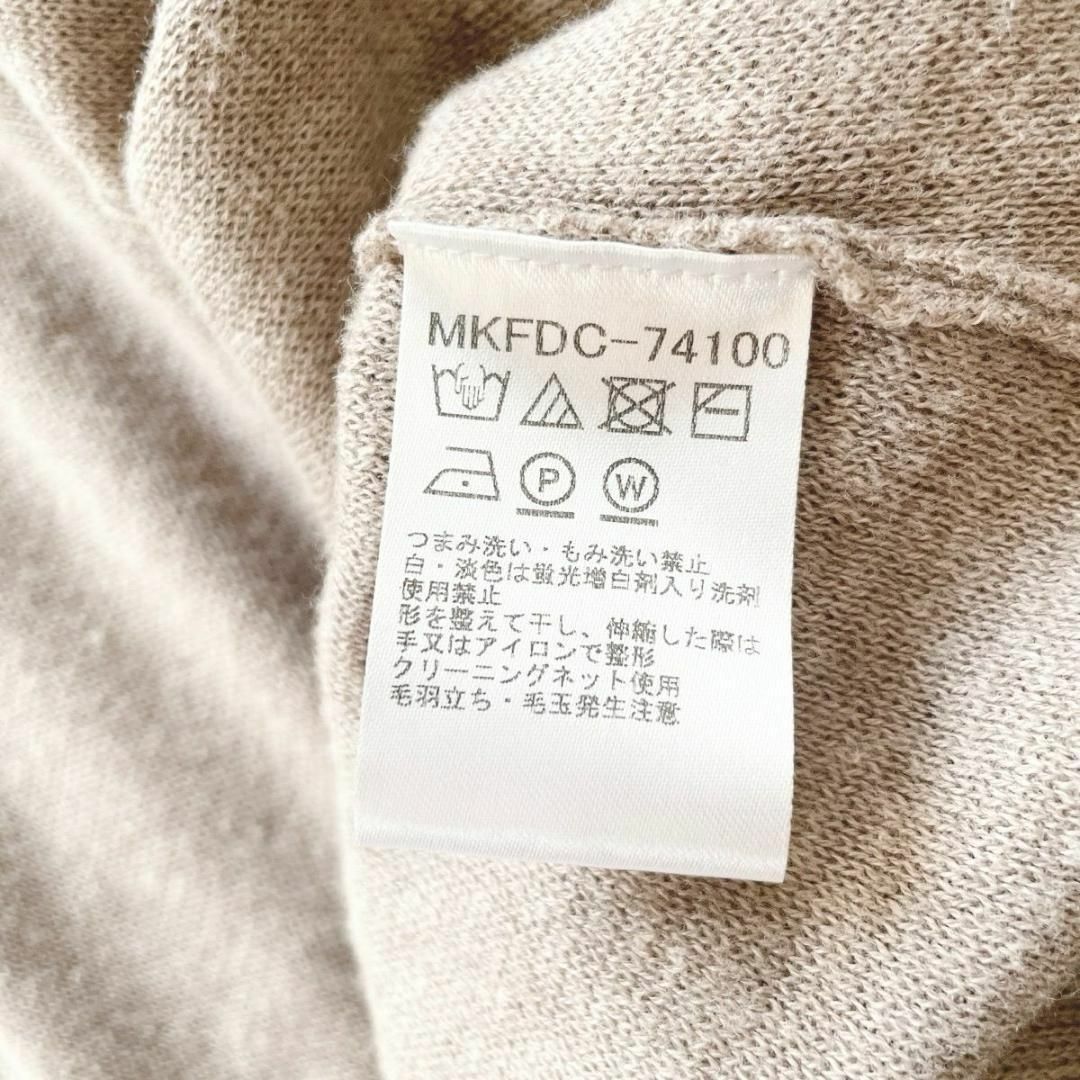 MKFDC-74100
P W
つまみ洗い・もみ洗い禁止
白・淡色は蛍光増白剤入り洗剤
使用禁止
形を整えて干し、伸縮した際は
手又はアイロンで整形
クリーニングネット使用
毛羽立ち・毛玉発生注意